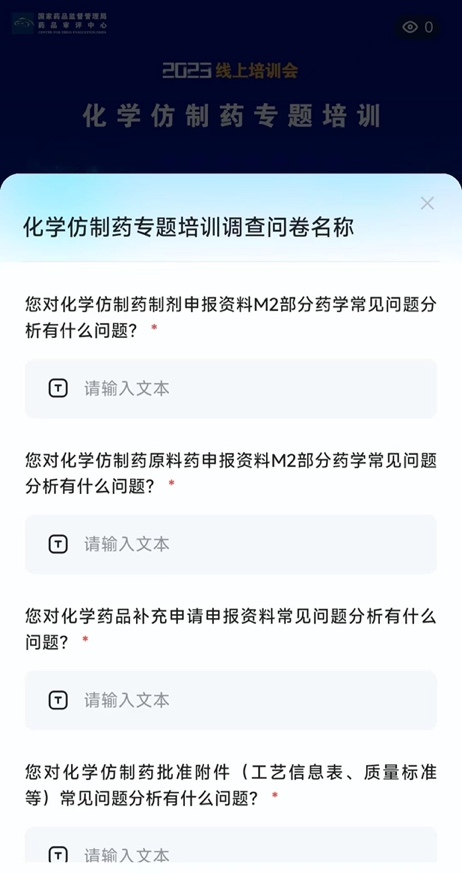 国家药品监督管理局
药品审评中心
CENTER FOR DRUG EVALUATION, NMPA
0
2023线上培训会
化学仿制药专题培训
化学仿制药专题培训调查问卷名称
您对化学仿制药制剂申报资料M2部分药学常见问题分
析有什么问题？ *
请输入文本
您对化学仿制药原料药申报资料M2部分药学常见问题
分析有什么问题？ *
请输入文本
您对化学药品补充申请申报资料常见问题分析有什么
问题？ *
请输入文本
您对化学仿制药批准附件（工艺信息表、质量标准
等）常见问题分析有什么问题？ *
请输入文本